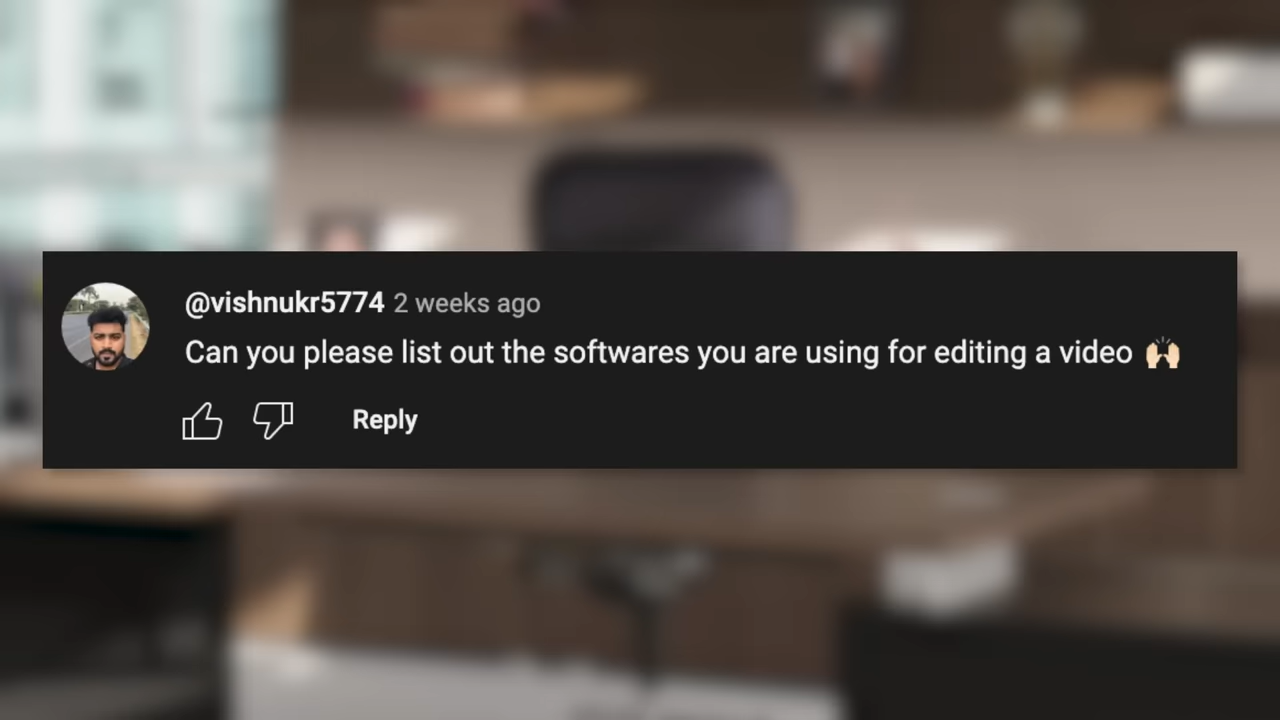 @vishnukr5774 2 weeks ago
Can you please list out the softwares you are using for editing a video 🙌🏻
Reply